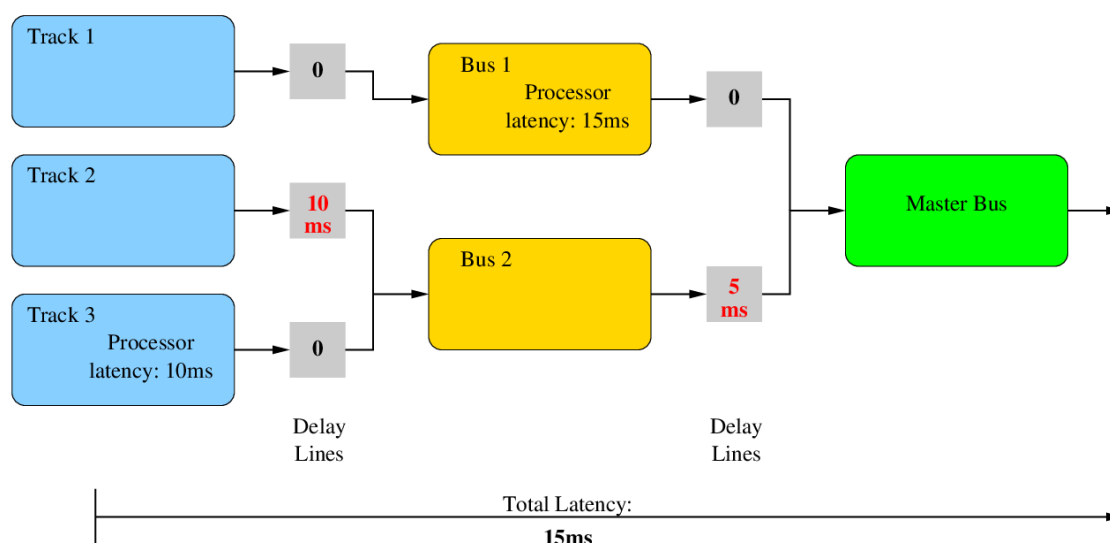 Track 1
0
Bus 1
Processor
latency: 15ms
0
Track 2
10
ms
Master Bus
Bus 2
5
ms
Track 3
Processor
latency: 10ms
0
Delay
Lines
Delay
Lines
Total Latency:
15ms